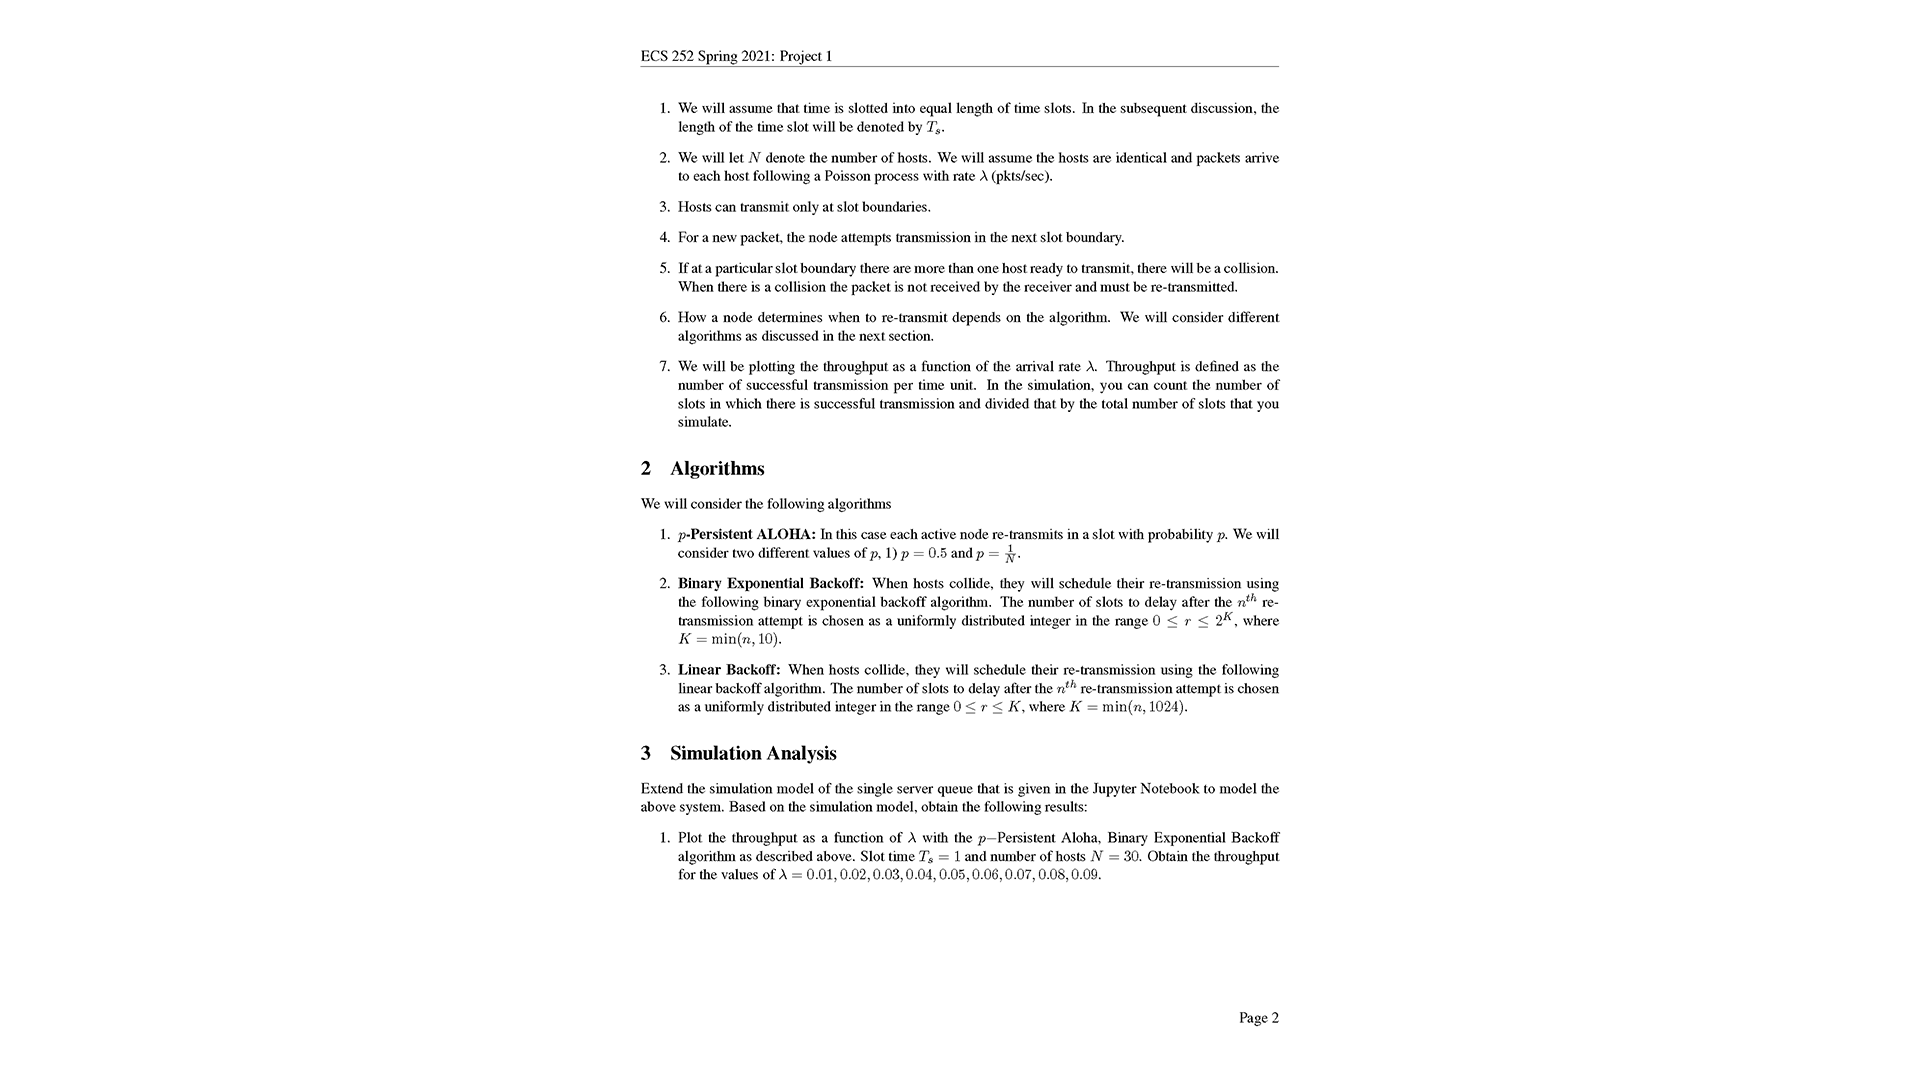 ECS 252 Spring 2021: Project 1
1. We will assume that time is slotted into equal length of time slots. In the subsequent discussion, the
length of the time slot will be denoted by T_s.
2. We will let N denote the number of hosts. We will assume the hosts are identical and packets arrive
to each host following a Poisson process with rate λ (pkts/sec).
3. Hosts can transmit only at slot boundaries.
4. For a new packet, the node attempts transmission in the next slot boundary.
5. If at a particular slot boundary there are more than one host ready to transmit, there will be a collision.
When there is a collision the packet is not received by the receiver and must be re-transmitted.
6. How a node determines when to re-transmit depends on the algorithm. We will consider different
algorithms as discussed in the next section.
7. We will be plotting the throughput as a function of the arrival rate λ. Throughput is defined as the
number of successful transmission per time unit. In the simulation, you can count the number of
slots in which there is successful transmission and divided that by the total number of slots that you
simulate.
2 Algorithms
We will consider the following algorithms
1. p-Persistent ALOHA: In this case each active node re-transmits in a slot with probability p. We will
consider two different values of p, 1) p = 0.5 and p = 1/N.
2. Binary Exponential Backoff: When hosts collide, they will schedule their re-transmission using
the following binary exponential backoff algorithm. The number of slots to delay after the n^th re-
transmission attempt is chosen as a uniformly distributed integer in the range 0 ≤ r ≤ 2^K, where
K = min(n, 10).
3. Linear Backoff: When hosts collide, they will schedule their re-transmission using the following
linear backoff algorithm. The number of slots to delay after the n^th re-transmission attempt is chosen
as a uniformly distributed integer in the range 0 ≤ r ≤ K, where K = min(n, 1024).
3 Simulation Analysis
Extend the simulation model of the single server queue that is given in the Jupyter Notebook to model the
above system. Based on the simulation model, obtain the following results:
1. Plot the throughput as a function of λ with the p−Persistent Aloha, Binary Exponential Backoff
algorithm as described above. Slot time T_s = 1 and number of hosts N = 30. Obtain the throughput
for the values of λ = 0.01, 0.02, 0.03, 0.04, 0.05, 0.06, 0.07, 0.08, 0.09.
Page 2